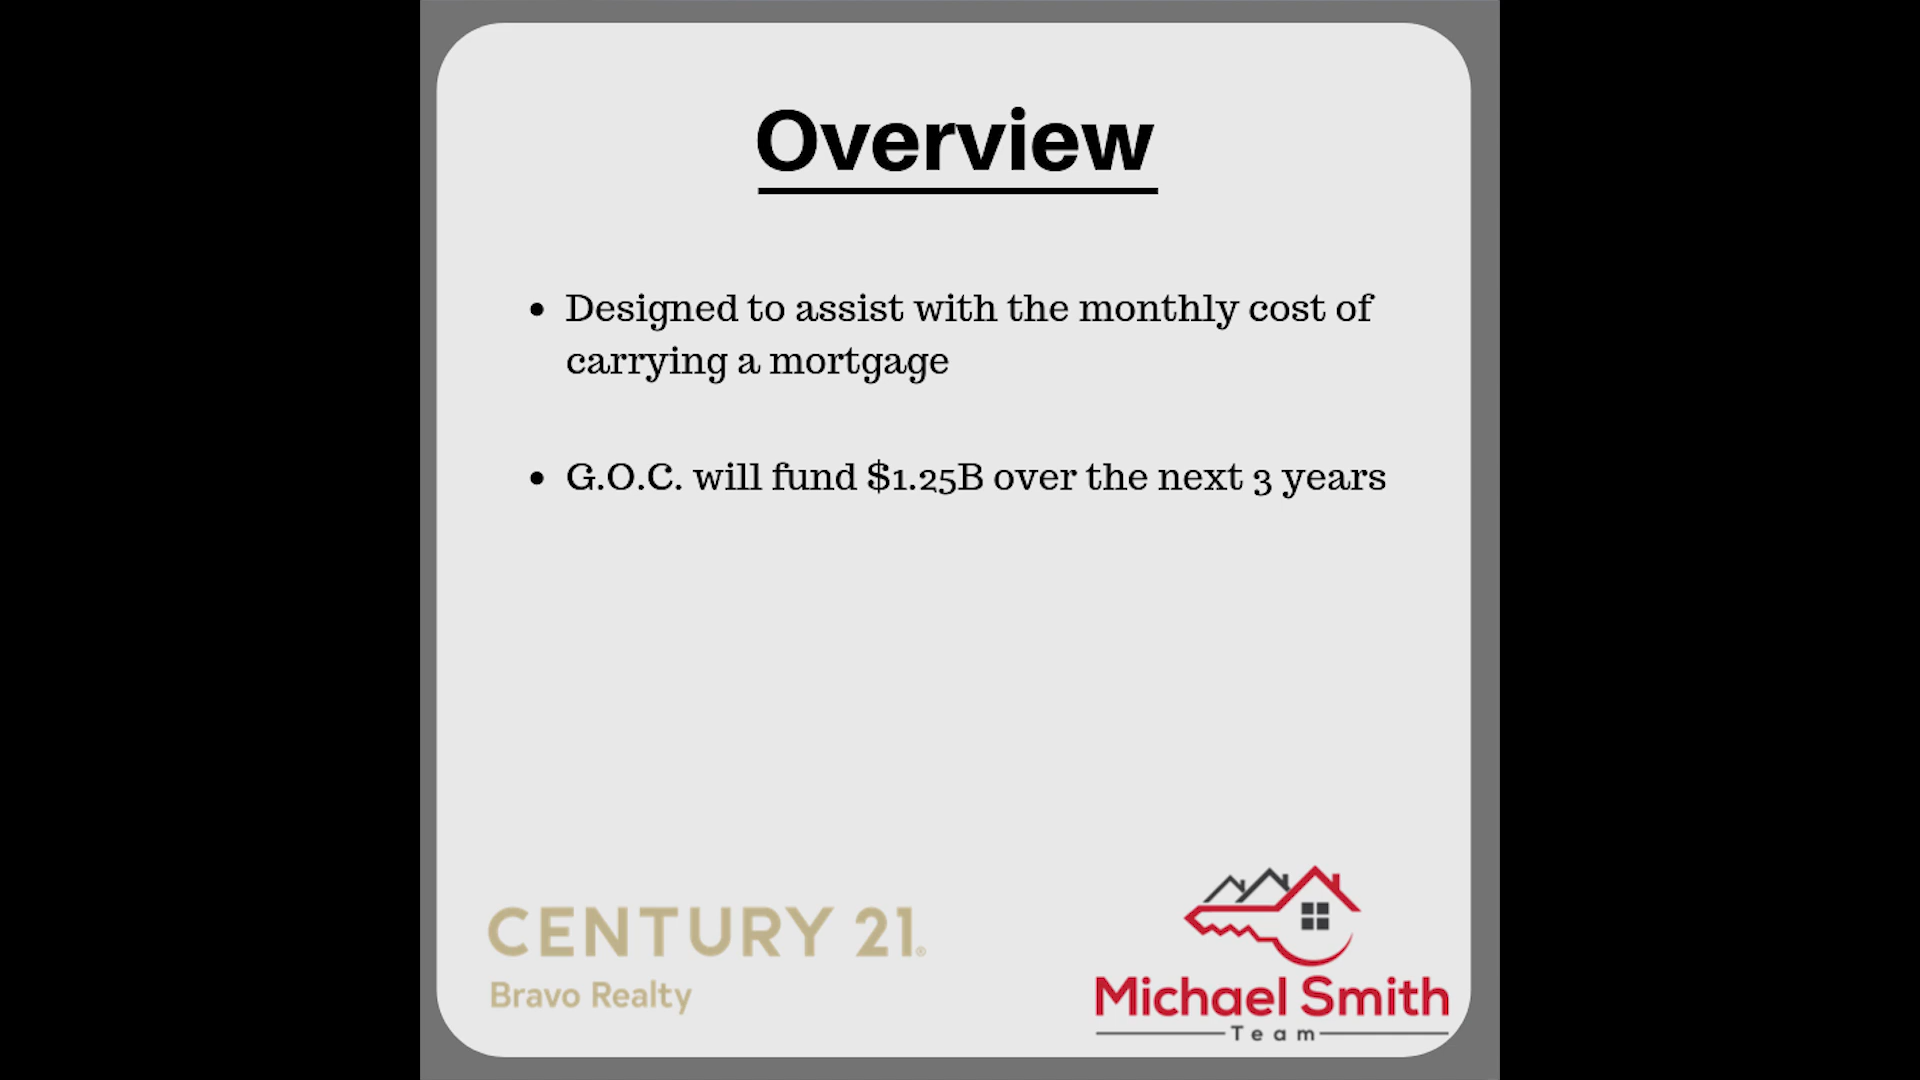 Overview
• Designed to assist with the monthly cost of
carrying a mortgage
• G.O.C. will fund $1.25B over the next 3 years
CENTURY 21®
Bravo Realty
Michael Smith
Team